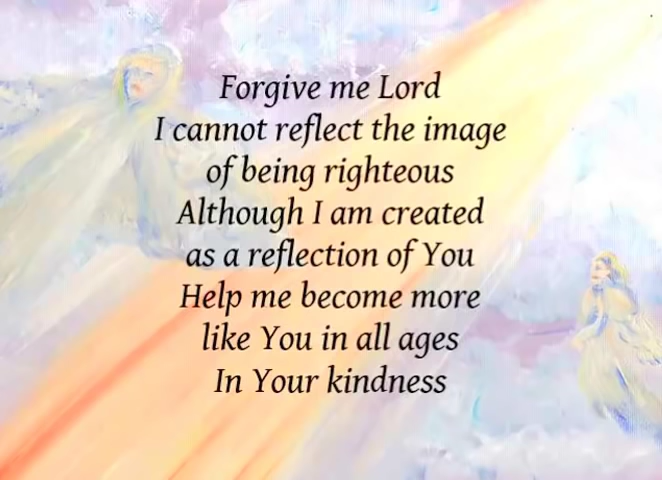 Forgive me Lord
I cannot reflect the image
of being righteous
Although I am created
as a reflection of You
Help me become more
like You in all ages
In Your kindness